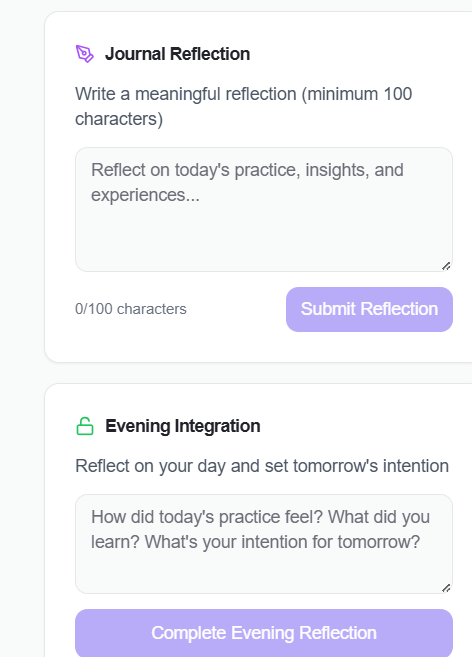 Journal Reflection
Write a meaningful reflection (minimum 100
characters)
Reflect on today's practice, insights, and
experiences...
0/100 characters
Submit Reflection
Evening Integration
Reflect on your day and set tomorrow's intention
How did today's practice feel? What did you
learn? What's your intention for tomorrow?
Complete Evening Reflection